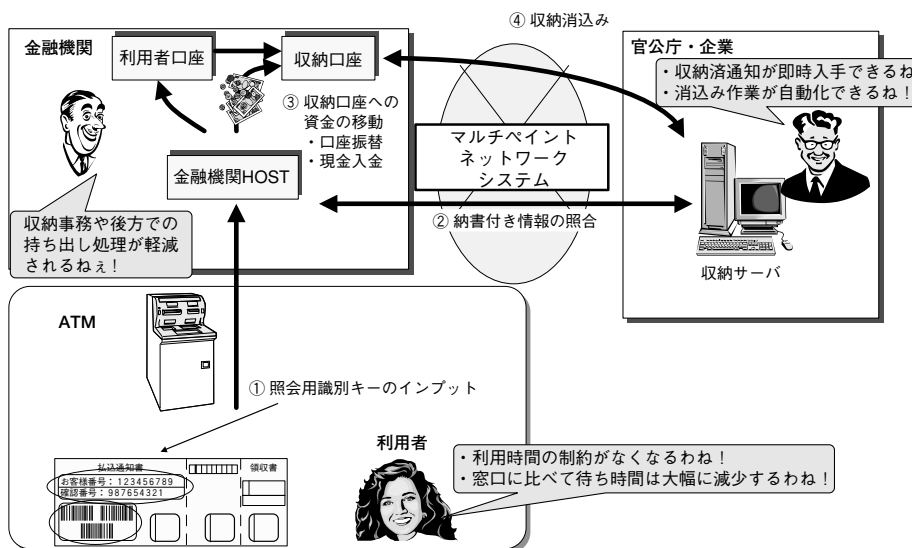 ④ 収納消込み
金融機関
利用者口座
収納口座
③ 収納口座への
資金の移動
・口座振替
・現金入金
金融機関HOST
収納事務や後方での
持ち出し処理が軽減
されるねぇ！
マルチペイント
ネットワーク
システム
② 納書付き情報の照合
官公庁・企業
・収納済通知が即時入手できるね
・消込み作業が自動化できるね！
収納サーバ
ATM
① 照会用識別キーのインプット
払込通知書
領収書
お客様番号：123456789
確認番号：987654321
利用者
・利用時間の制約がなくなるわね！
・窓口に比べて待ち時間は大幅に減少するわね！